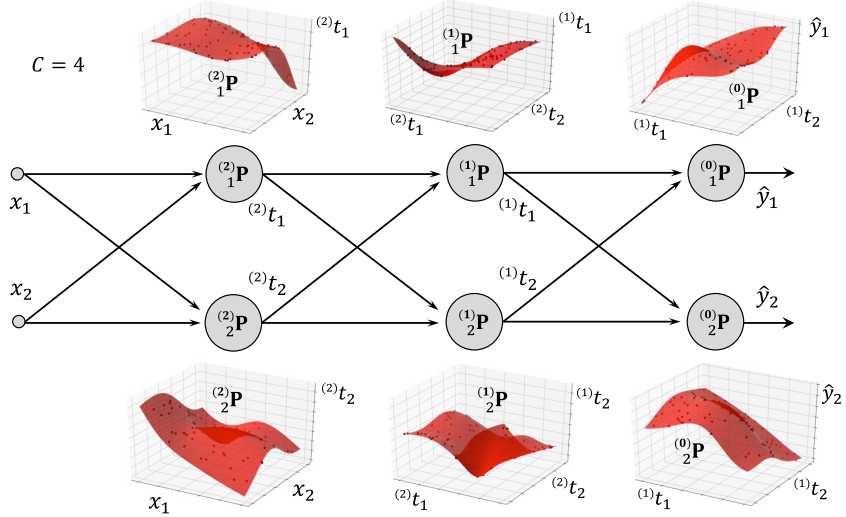 C = 4
⁽²⁾₁P
x₁
x₂
⁽²⁾t₁
⁽¹⁾₁P
⁽²⁾t₁
⁽²⁾t₂
⁽¹⁾t₁
⁽⁰⁾₁P
⁽¹⁾t₁
⁽¹⁾t₂
ŷ₁
x₁
⁽²⁾₁P
⁽²⁾t₁
⁽¹⁾₁P
⁽¹⁾t₁
⁽⁰⁾₁P
ŷ₁
x₂
⁽²⁾₂P
⁽²⁾t₂
⁽¹⁾₂P
⁽¹⁾t₂
⁽⁰⁾₂P
ŷ₂
⁽²⁾₂P
x₁
x₂
⁽²⁾t₂
⁽¹⁾₂P
⁽²⁾t₁
⁽²⁾t₂
⁽¹⁾t₂
⁽⁰⁾₂P
⁽¹⁾t₁
⁽¹⁾t₂
ŷ₂